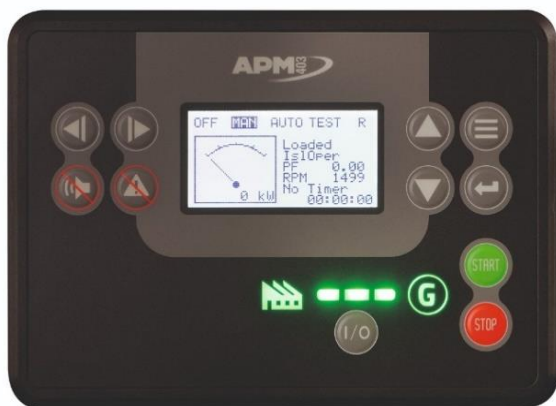 APM403
OFF MAN AUTO TEST R
Loaded
IslOper
PF 0.00
RPM 1499
No Timer
00:00:00
0 kW
START
G
I/O
STOP